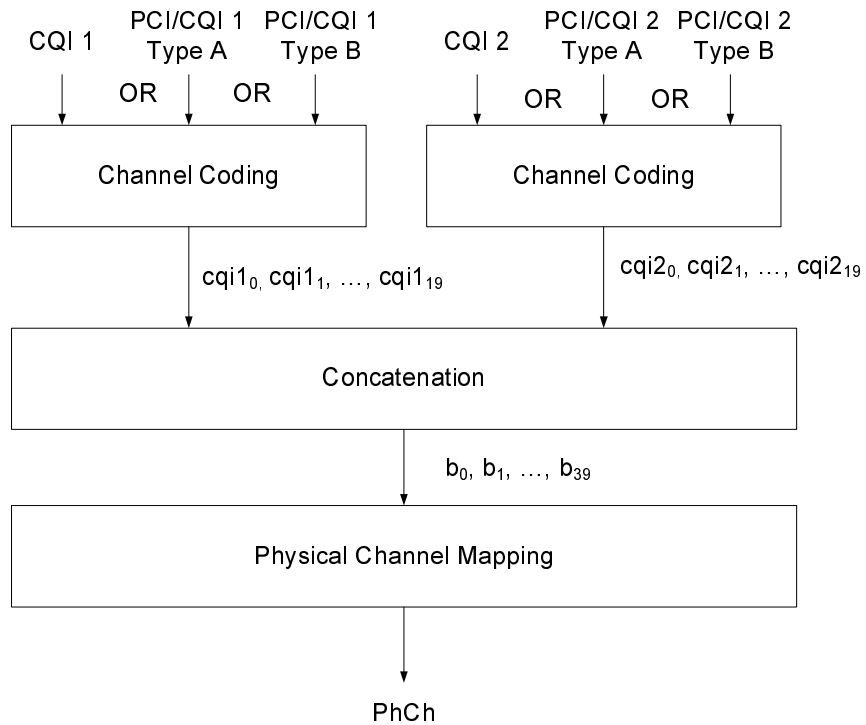 CQI 1
PCI/CQI 1
Type A
PCI/CQI 1
Type B
OR
OR
CQI 2
PCI/CQI 2
Type A
PCI/CQI 2
Type B
OR
OR
Channel Coding
Channel Coding
cqi1₀, cqi1₁, …, cqi1₁₉
cqi2₀, cqi2₁, …, cqi2₁₉
Concatenation
b₀, b₁, …, b₃₉
Physical Channel Mapping
PhCh